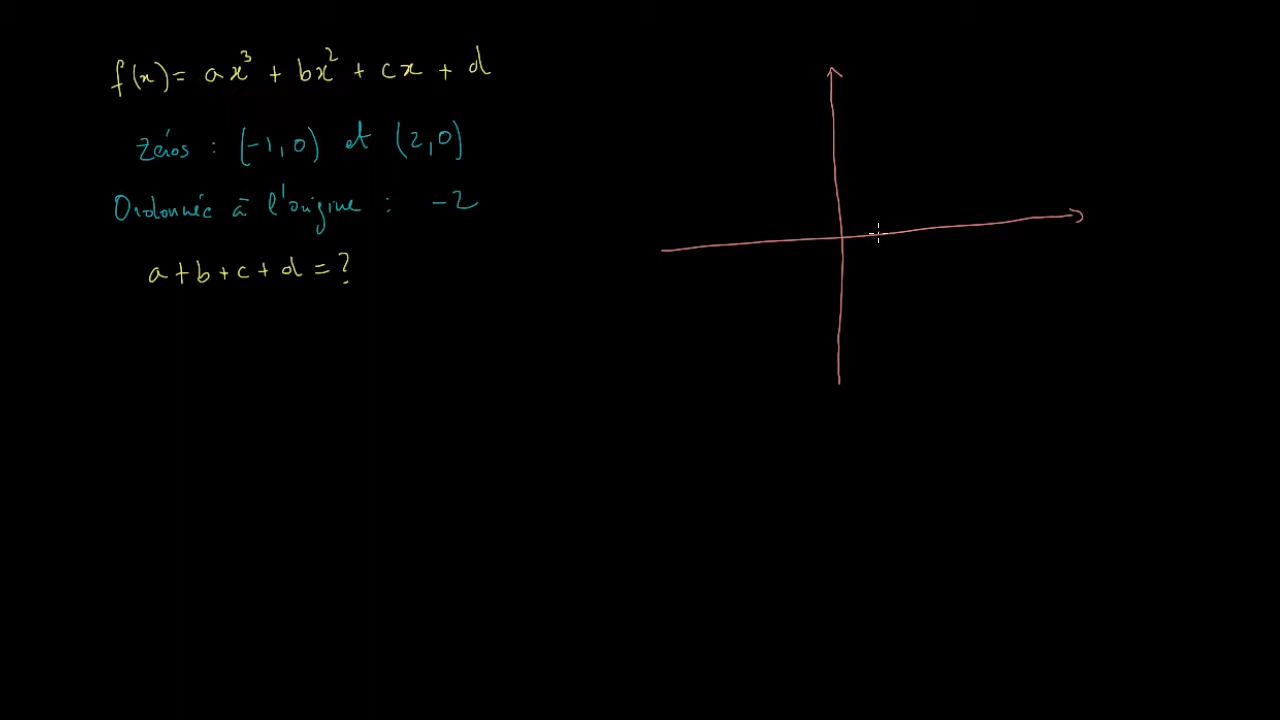 f(x) = ax³ + bx² + cx + d
Zéros : (-1,0) et (2,0)
Ordonnée à l'origine : -2
a + b + c + d = ?